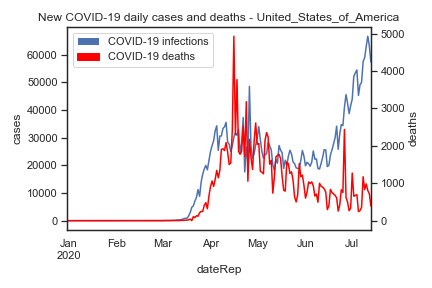 New COVID-19 daily cases and deaths - United_States_of_America
COVID-19 infections
COVID-19 deaths
cases
deaths
70000
60000
50000
40000
30000
20000
10000
0
5000
4000
3000
2000
1000
0
Jan Feb Mar Apr May Jun Jul
2020
dateRep